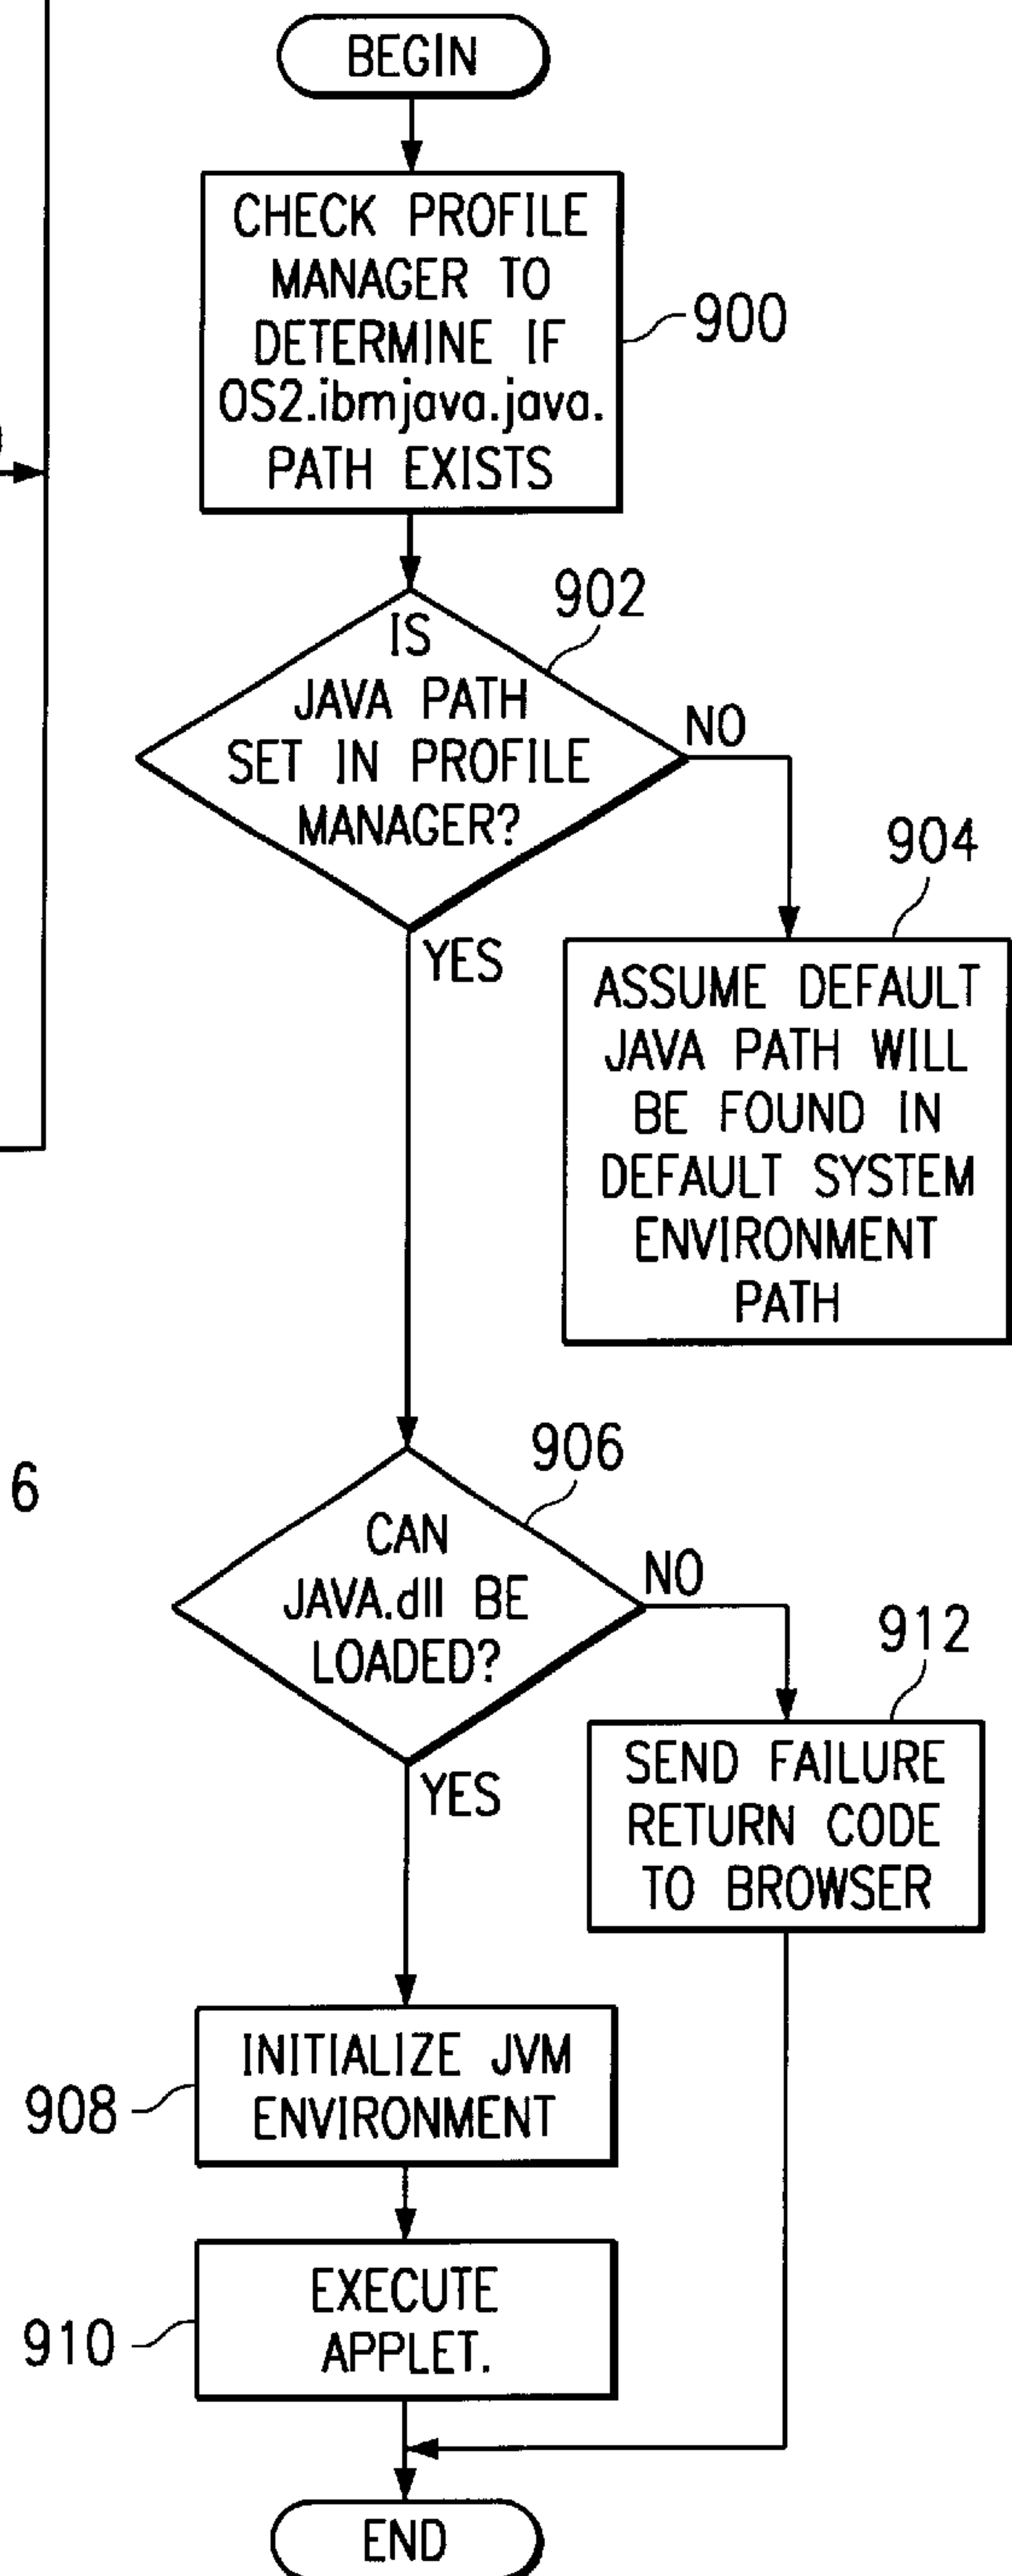 BEGIN
CHECK PROFILE
MANAGER TO
DETERMINE IF
OS2.ibmjava.java.
PATH EXISTS
900
902
IS
JAVA PATH
SET IN PROFILE
MANAGER?
NO
YES
904
ASSUME DEFAULT
JAVA PATH WILL
BE FOUND IN
DEFAULT SYSTEM
ENVIRONMENT
PATH
6
906
CAN
JAVA.dll BE
LOADED?
NO
YES
912
SEND FAILURE
RETURN CODE
TO BROWSER
908
INITIALIZE JVM
ENVIRONMENT
910
EXECUTE
APPLET.
END